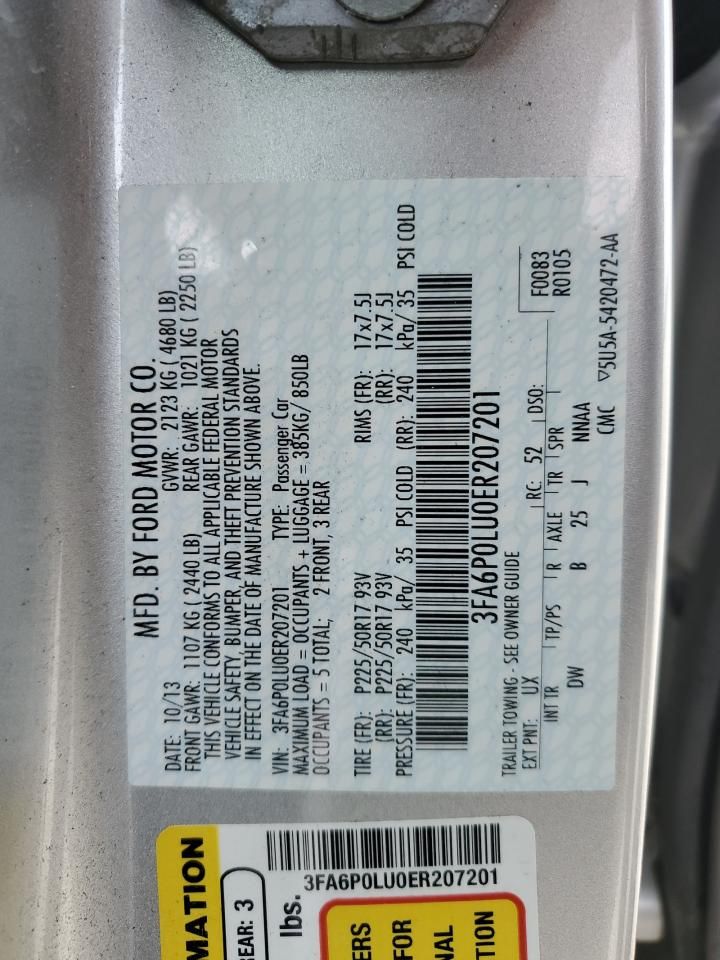 MFD. BY FORD MOTOR CO.
DATE: 10/13 GVWR: 2123 KG ( 4680 LB)
FRONT GAWR: 1107 KG ( 2440 LB) REAR GAWR: 1021 KG ( 2250 LB)
THIS VEHICLE CONFORMS TO ALL APPLICABLE FEDERAL MOTOR
VEHICLE SAFETY, BUMPER, AND THEFT PREVENTION STANDARDS
IN EFFECT ON THE DATE OF MANUFACTURE SHOWN ABOVE.
VIN: 3FA6P0LU0ER207201 TYPE: Passenger Car
MAXIMUM LOAD = OCCUPANTS + LUGGAGE = 385KG/ 850LB
OCCUPANTS = 5 TOTAL; 2 FRONT, 3 REAR
TIRE (FR): P225/50R17 93V RIMS (FR): 17x7.5J
(RR): P225/50R17 93V (RR): 17x7.5J
PRESSURE (FR): 240 kPa/ 35 PSI COLD (RR): 240 kPa/ 35 PSI COLD
3FA6P0LU0ER207201
TRAILER TOWING - SEE OWNER GUIDE
EXT PNT: UX RC: 52 DSO: F0083
R0105
INT TR TP/PS R AXLE TR SPR
DW B 25 J NNAA
CMC ▽5U5A-5420472-AA
MATION
REAR: 3
lbs.
3FA6P0LU0ER207201
ERS
FOR
NAL
TION